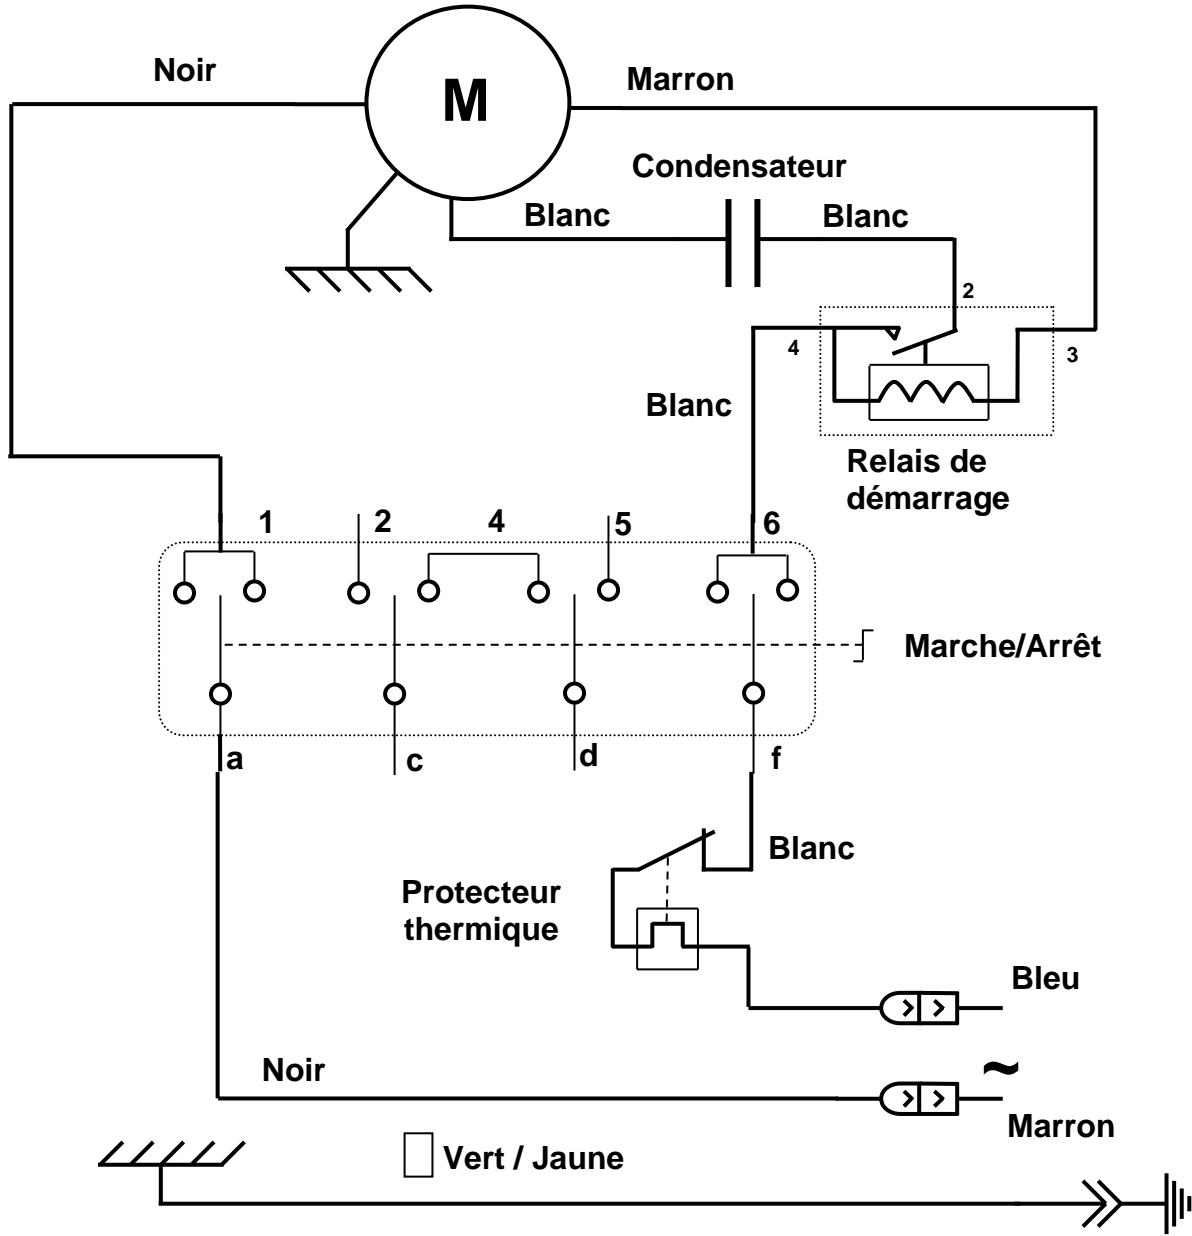 Noir
M
Marron
Condensateur
Blanc
Blanc
2
4
3
Blanc
Relais de
démarrage
1
2
4
5
6
Marche/Arrêt
a
c
d
f
Blanc
Protecteur
thermique
Bleu
Noir
~
Marron
Vert / Jaune